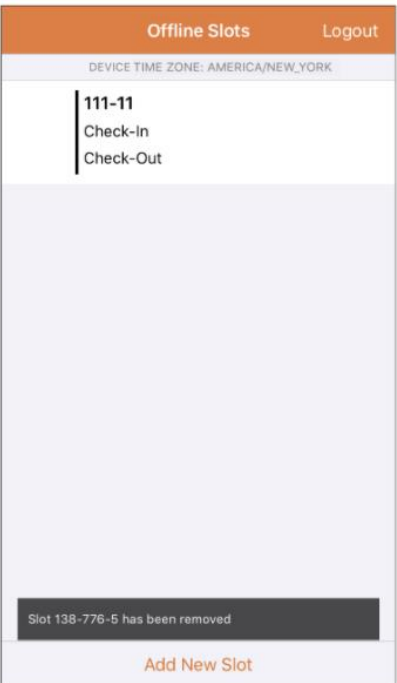 Offline Slots
Logout
DEVICE TIME ZONE: AMERICA/NEW_YORK
111-11
Check-In
Check-Out
Slot 138-776-5 has been removed
Add New Slot